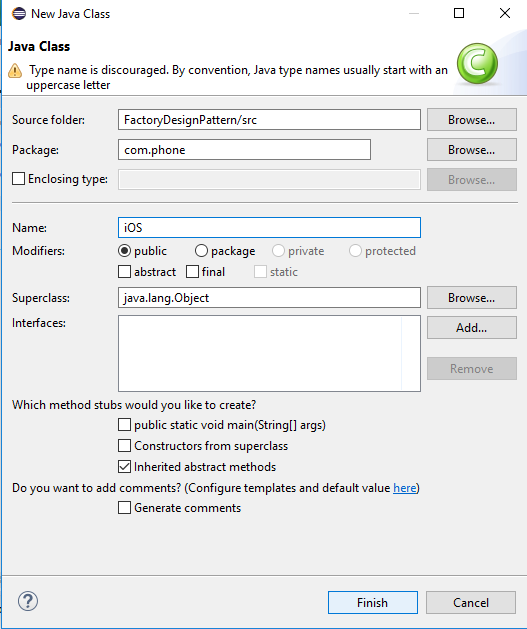 New Java Class
Java Class
Type name is discouraged. By convention, Java type names usually start with an
uppercase letter
Source folder: FactoryDesignPattern/src Browse...
Package: com.phone Browse...
Enclosing type: Browse...
Name: iOS
Modifiers: public package private protected
abstract final static
Superclass: java.lang.Object Browse...
Interfaces: Add...
Remove
Which method stubs would you like to create?
public static void main(String[] args)
Constructors from superclass
Inherited abstract methods
Do you want to add comments? (Configure templates and default value here)
Generate comments
? Finish Cancel